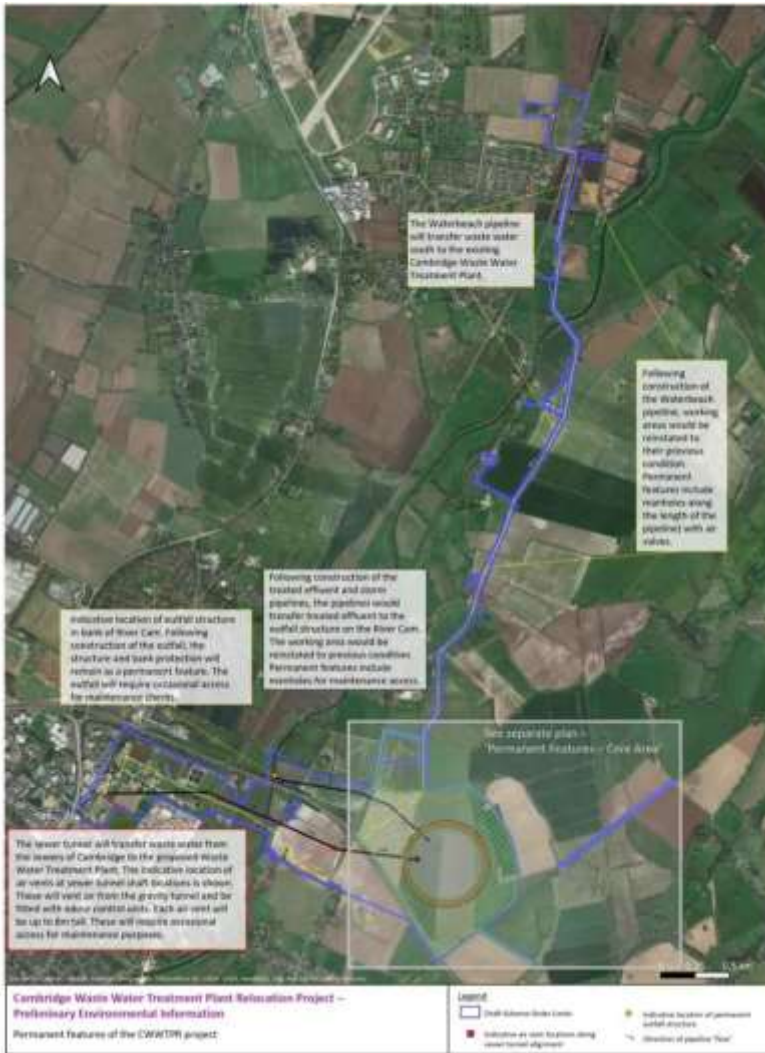 The Waterbeach pipeline
will transfer waste water
south to the existing
Cambridge Waste Water
Treatment Plant.
Following
construction of
the Waterbeach
pipeline, working
areas would be
reinstated to
their previous
condition.
Permanent
features include
manholes along
the length of the
pipeline) with air
valves.
Following construction of the
treated effluent and storm
pipelines, the pipelines would
transfer treated effluent to the
outfall structure on the River Cam.
The working area would be
reinstated to previous condition.
Permanent features include
manholes for maintenance access.
Indicative location of outfall structure
in bank of River Cam. Following
construction of the outfall, the
structure and bank protection will
remain as a permanent feature. The
outfall will require occasional access
for maintenance checks.
See separate plan –
'Permanent Features – Core Area'
The sewer tunnel will transfer waste water from
the sewers of Cambridge to the proposed Waste
Water Treatment Plant. The indicative location of
air vents at sewer tunnel shaft locations is shown.
These will vent air from the gravity tunnel and be
fitted with odour control units. Each air vent will
be up to 8m tall. These will require occasional
access for maintenance purposes.
Cambridge Waste Water Treatment Plant Relocation Project –
Preliminary Environmental Information
Permanent features of the CWWTPR project
Legend
Draft Scheme Order Limits
Indicative air vent locations along
sewer tunnel alignment
Indicative location of permanent
outfall structure
Direction of pipeline 'flow'